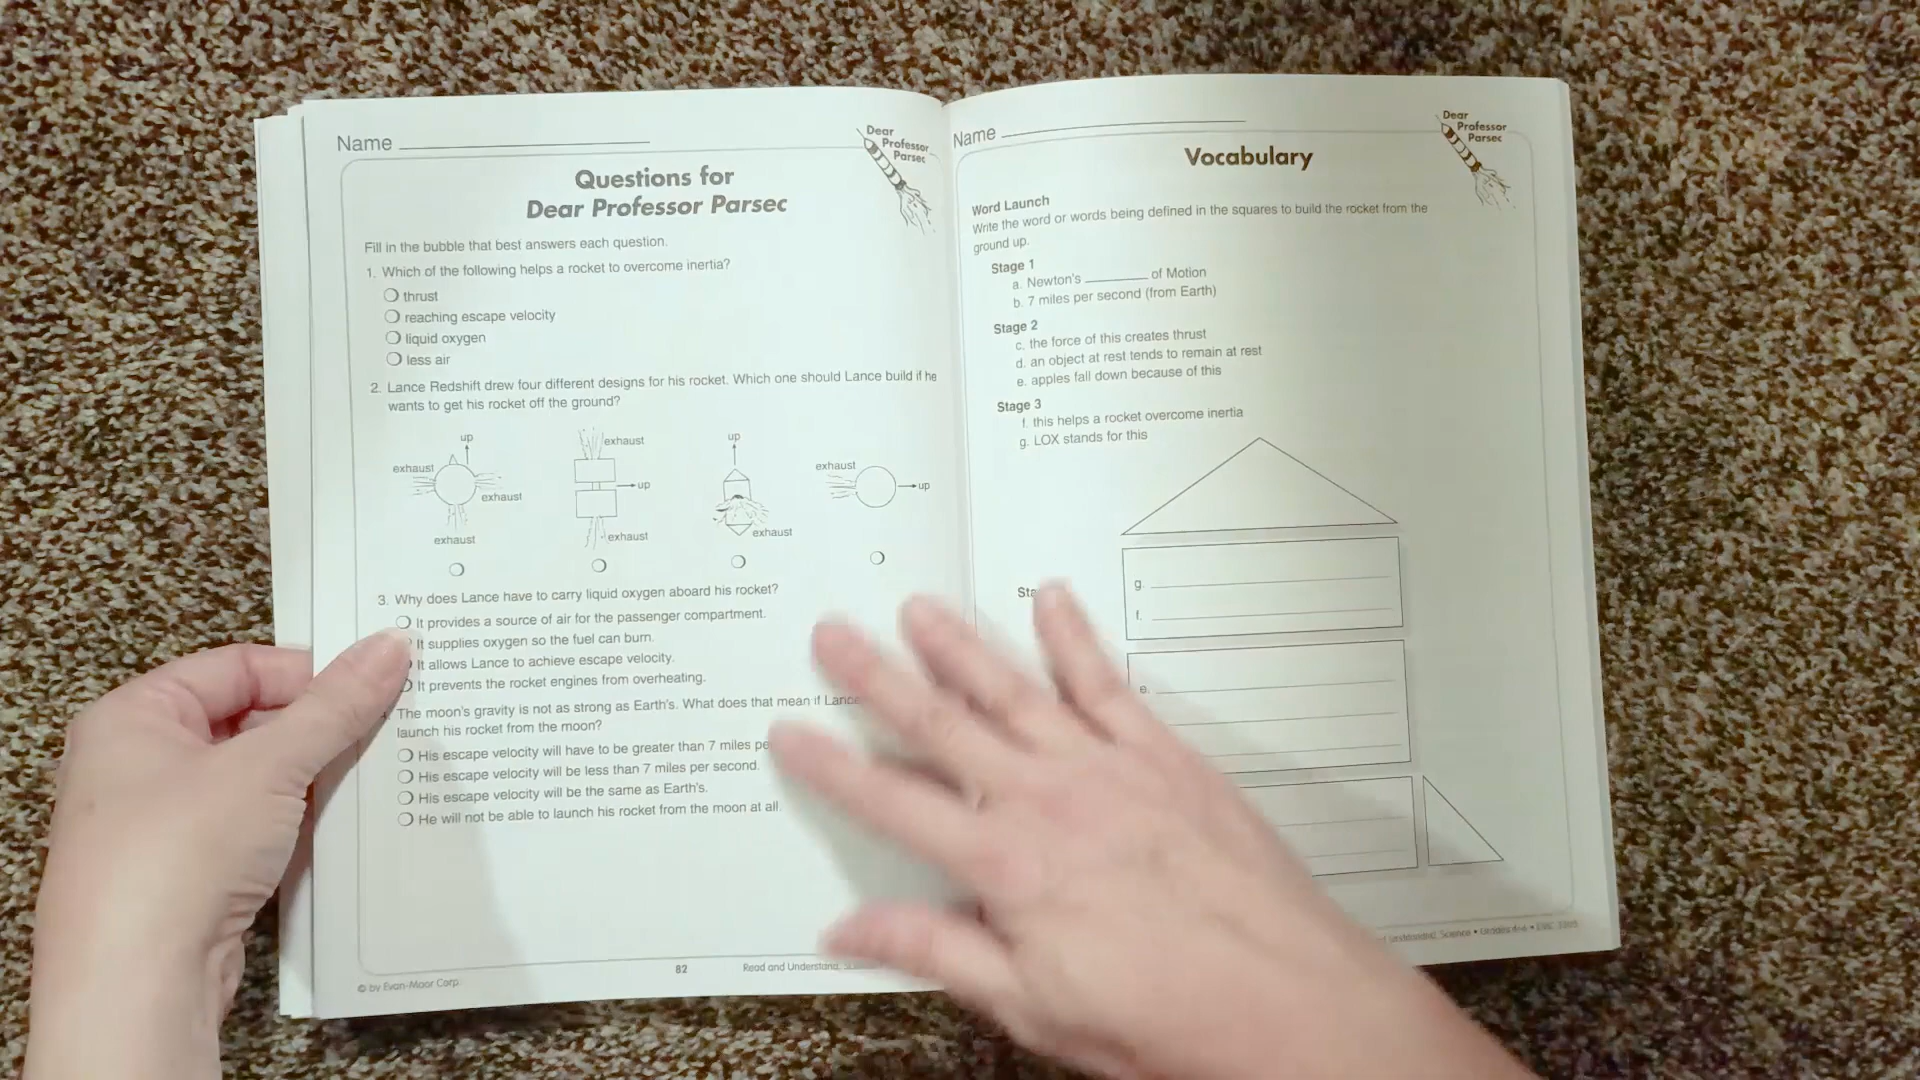 Name
Dear
Professor
Parsec
Questions for
Dear Professor Parsec
Fill in the bubble that best answers each question.
1. Which of the following helps a rocket to overcome inertia?
thrust
reaching escape velocity
liquid oxygen
less air
2. Lance Redshift drew four different designs for his rocket. Which one should Lance build if he
wants to get his rocket off the ground?
up
exhaust
exhaust
exhaust
exhaust
up
exhaust
up
exhaust
exhaust
up
3. Why does Lance have to carry liquid oxygen aboard his rocket?
It provides a source of air for the passenger compartment.
It supplies oxygen so the fuel can burn.
It allows Lance to achieve escape velocity.
It prevents the rocket engines from overheating.
The moon's gravity is not as strong as Earth's. What does that mean if Lance
launch his rocket from the moon?
His escape velocity will have to be greater than 7 miles
His escape velocity will be less than 7 miles per second.
His escape velocity will be the same as Earth's.
He will not be able to launch his rocket from the moon at all.
© by Evan-Moor Corp.
82
Read and Understand,
Name
Dear
Professor
Parsec
Vocabulary
Word Launch
Write the word or words being defined in the squares to build the rocket from the
ground up.
Stage 1
a. Newton's ________ of Motion
b. 7 miles per second (from Earth)
Stage 2
c. the force of this creates thrust
d. an object at rest tends to remain at rest
e. apples fall down because of this
Stage 3
f. this helps a rocket overcome inertia
g. LOX stands for this
g.
f.
e.
Science • Grades 4–6 • EMC 3305